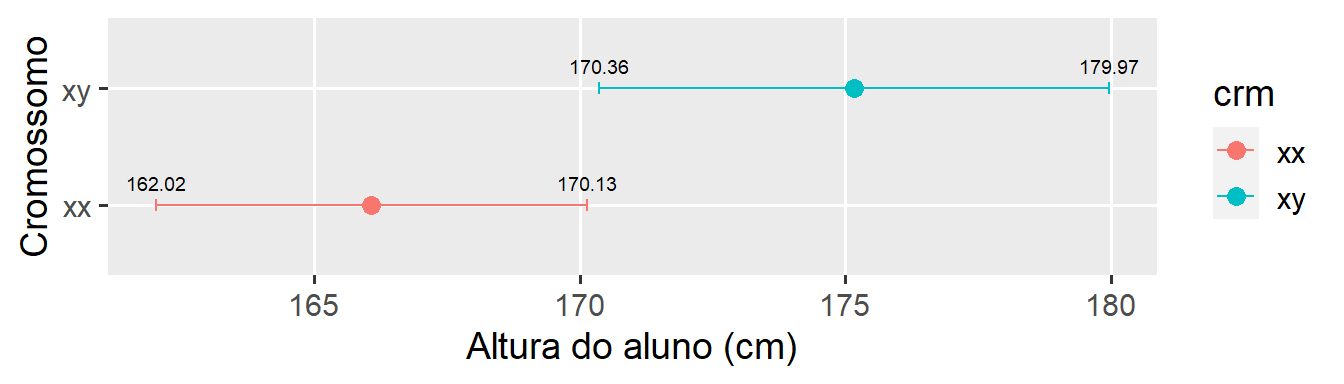 Cromossomo
xy
xx
170.36
179.97
162.02
170.13
165
170
175
180
Altura do aluno (cm)
crm
xx
xy